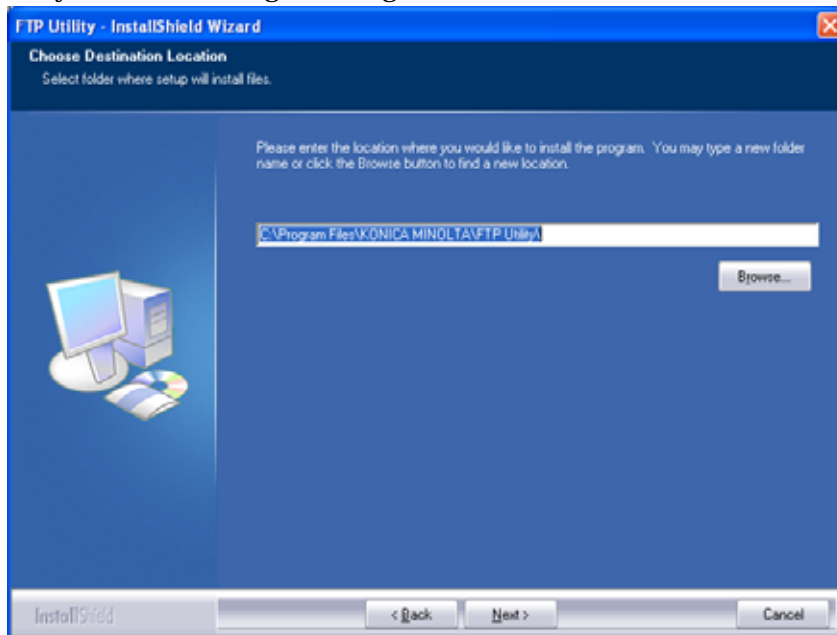 FTP Utility - InstallShield Wizard
Choose Destination Location
Select folder where setup will install files.
Please enter the location where you would like to install the program. You may type a new folder
name or click the Browse button to find a new location.
C:\Program Files\KONICA MINOLTA\FTP Utility\
Browse...
InstallShield
< Back
Next >
Cancel